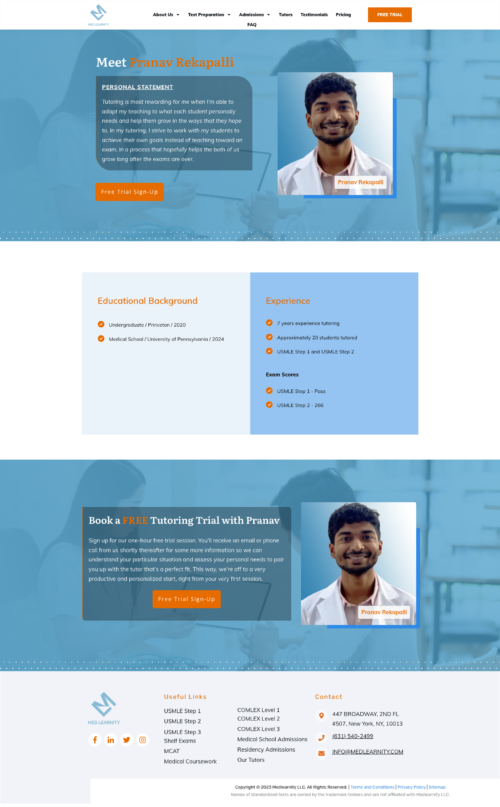 About Us
Test Preparation
Admissions
Tutors
Testimonials
Pricing
FREE TRIAL
MEDLEARNITY
FAQ
Meet Pranav Rekapalli
PERSONAL STATEMENT
Tutoring is most rewarding for me when I'm able to
adapt my teaching to what each student personally
needs and help them grow in the ways that they hope
to. In my tutoring, I strive to work with my students to
achieve their own goals instead of teaching toward an
exam, in a process that hopefully helps the both of us
grow long after the exams are over.
Pranav Rekapalli
Free Trial Sign-Up
Educational Background
Undergraduate / Princeton / 2020
Medical School / University of Pennsylvania / 2024
Experience
7 years experience tutoring
Approximately 20 students tutored
USMLE Step 1 and USMLE Step 2
Exam Scores
USMLE Step 1 - Pass
USMLE Step 2 - 266
Book a FREE Tutoring Trial with Pranav
Sign up for our one-hour free trial session. You'll receive an email or phone
call from us shortly thereafter for some more information so we can
understand your particular situation and assess your personal needs to pair
you up with the tutor that's a perfect fit. This way, we're off to a very
productive and personalized start, right from your very first session.
Free Trial Sign-Up
Pranav Rekapalli
MEDLEARNITY
Useful Links
USMLE Step 1
USMLE Step 2
USMLE Step 3
Shelf Exams
MCAT
Medical Coursework
COMLEX Level 1
COMLEX Level 2
COMLEX Level 3
Medical School Admissions
Residency Admissions
Our Tutors
Contact
447 BROADWAY, 2ND FL
#507, New York, NY, 10013
(631) 540-2499
INFO@MEDLEARNITY.COM
Copyright © 2023 Medlearnity LLC. All Rights Reserved. | Terms and Conditions | Privacy Policy | Sitemap
Names of standardized tests are owned by the trademark holders and are not affiliated with Medlearnity LLC.